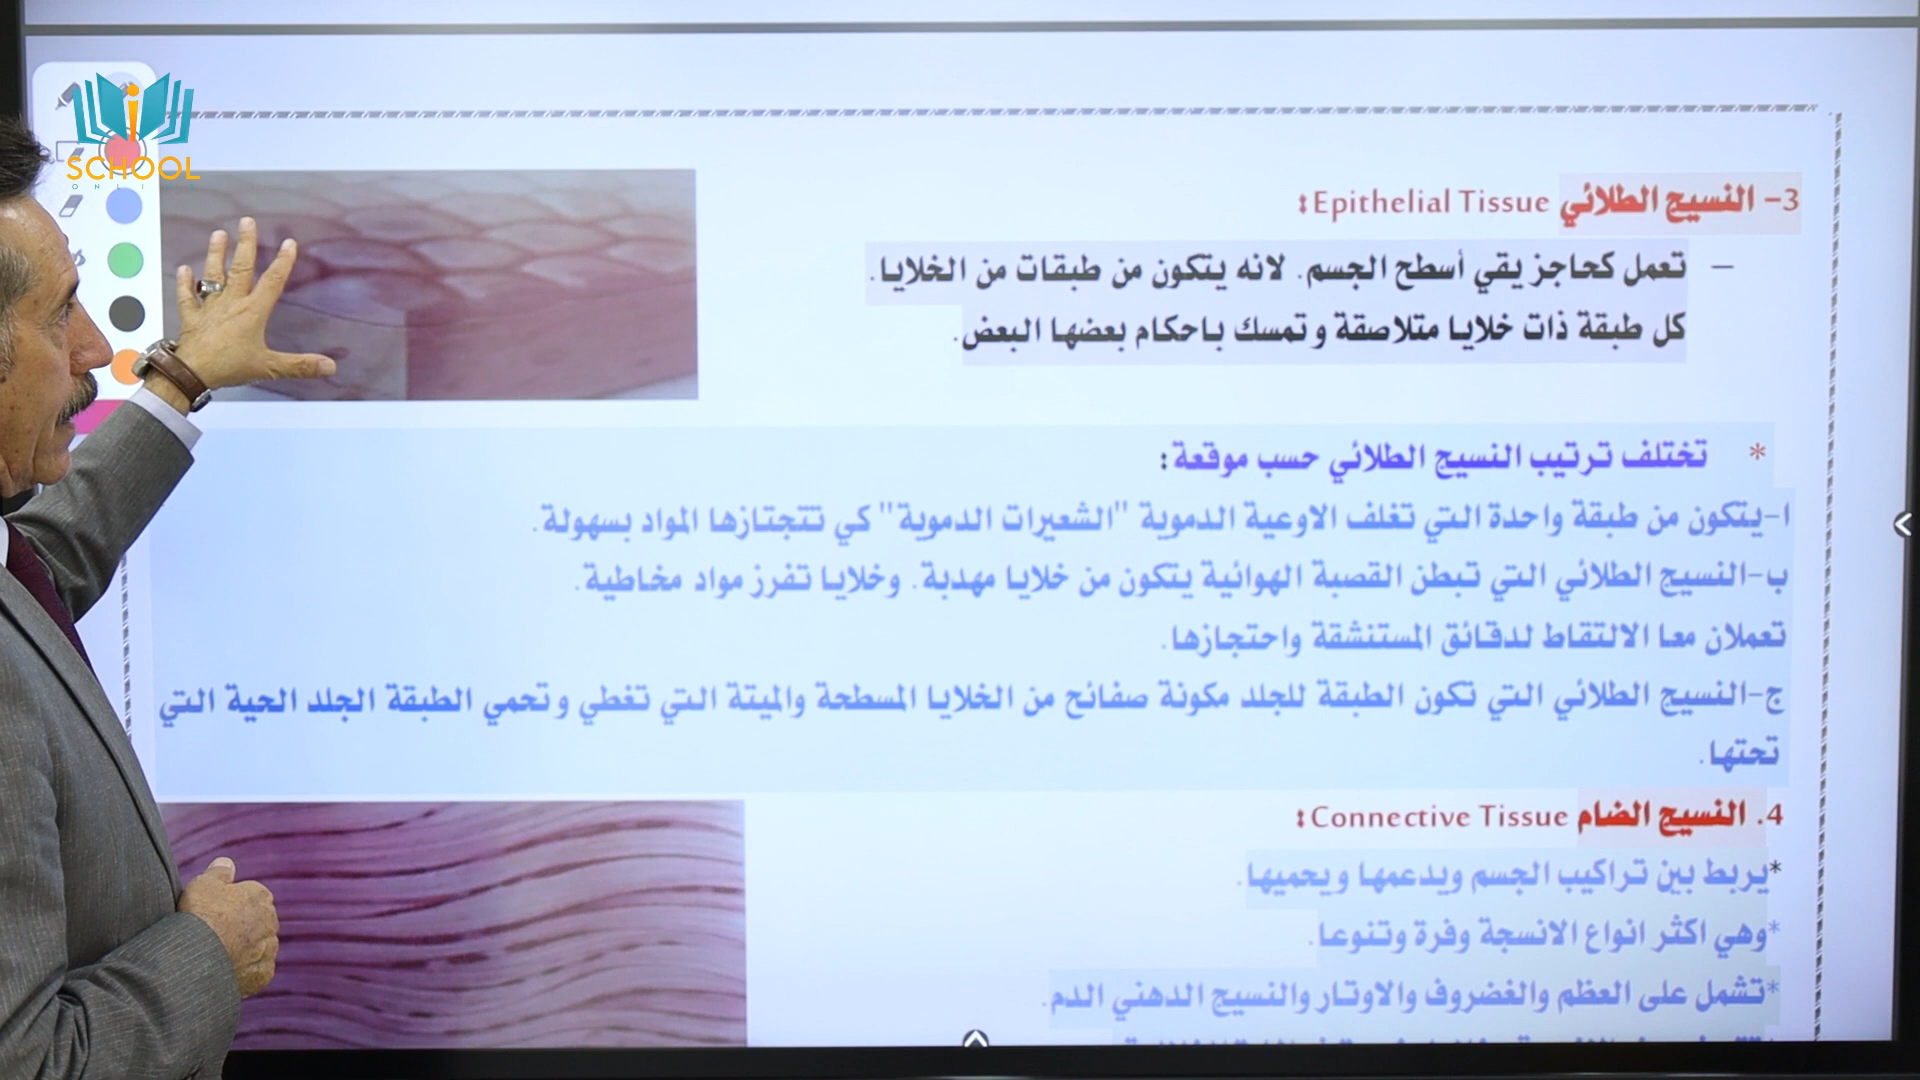 SCHOOL
ONLI
3- النسيج الطلائي Epithelial Tissue:
– تعمل كحاجز يقي أسطح الجسم. لانه يتكون من طبقات من الخلايا.
كل طبقة ذات خلايا متلاصقة وتمسك باحكام بعضها البعض.
* تختلف ترتيب النسيج الطلائي حسب موقعة:
ا-يتكون من طبقة واحدة التي تغلف الاوعية الدموية "الشعيرات الدموية" كي تتجتازها المواد بسهولة.
ب-النسيج الطلائي التي تبطن القصبة الهوائية يتكون من خلايا مهدبة. وخلايا تفرز مواد مخاطية.
تعملان معا الالتقاط لدقائق المستنشقة واحتجازها.
ج-النسيج الطلائي التي تكون الطبقة للجلد مكونة صفائح من الخلايا المسطحة والميتة التي تغطي وتحمي الطبقة الجلد الحية التي
تحتها.
4. النسيج الضام Connective Tissue:
*يربط بين تراكيب الجسم ويدعمها ويحميها.
*وهي اكثر انواع الانسجة وفرة وتنوعا.
*تشمل على العظم والغضروف والاوتار والنسيج الدهني الدم.